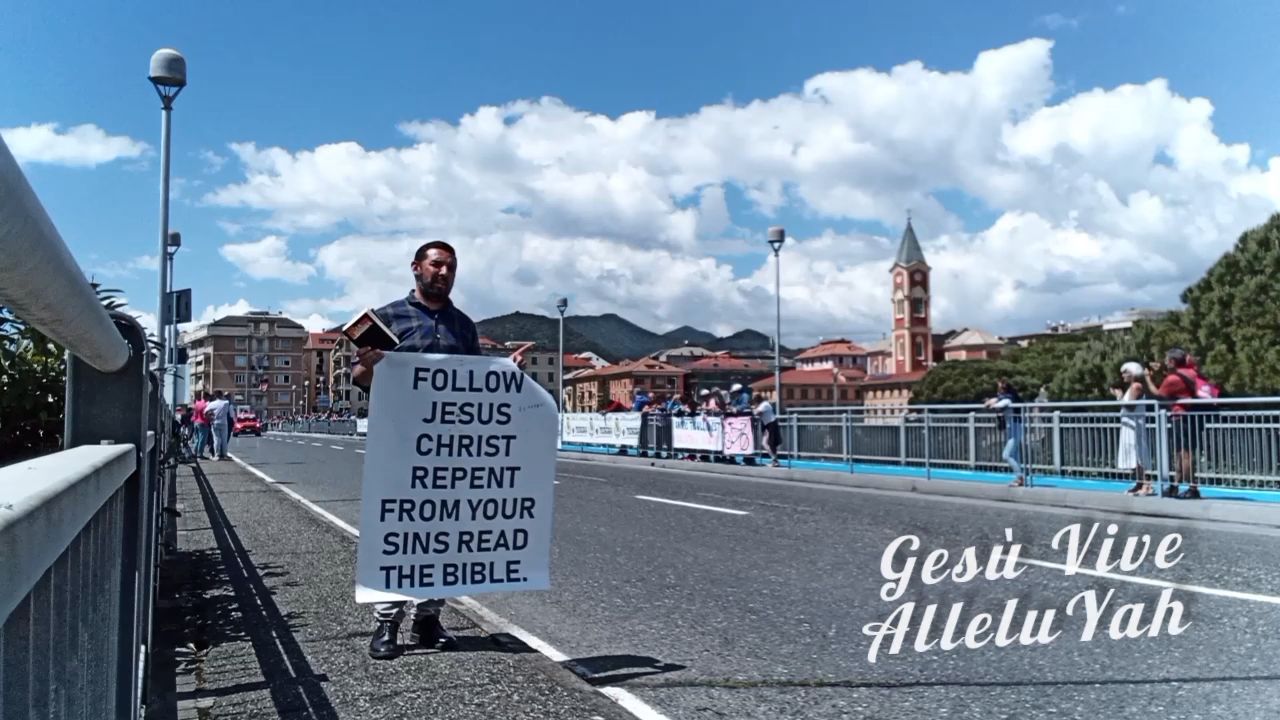 FOLLOW
JESUS
CHRIST
REPENT
FROM YOUR
SINS READ
THE BIBLE.
Gesù Vive
AlleluYah